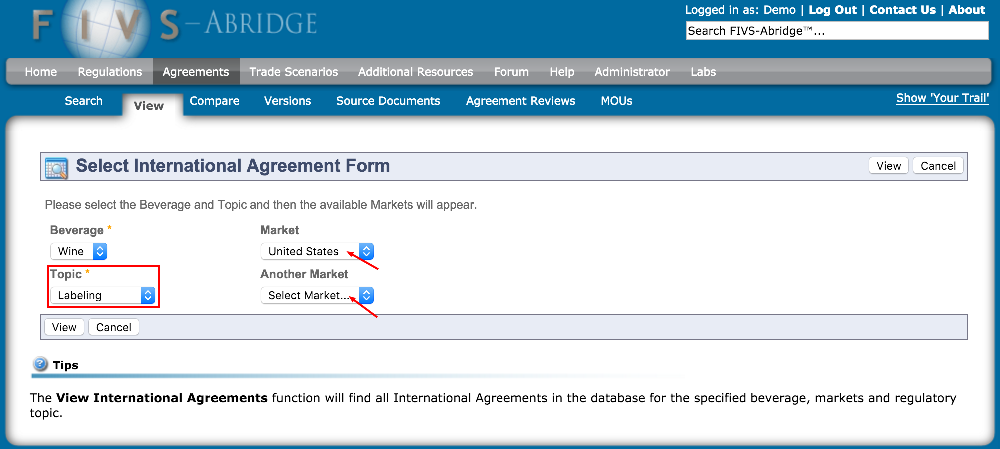 FIVS-ABRIDGE
Logged in as: Demo | Log Out | Contact Us | About
Search FIVS-Abridge™...
Home Regulations Agreements Trade Scenarios Additional Resources Forum Help Administrator Labs
Search View Compare Versions Source Documents Agreement Reviews MOUs Show 'Your Trail'
Select International Agreement Form View Cancel
Please select the Beverage and Topic and then the available Markets will appear.
Beverage * Market
Wine United States
Topic * Another Market
Labeling Select Market...
View Cancel
? Tips
The View International Agreements function will find all International Agreements in the database for the specified beverage, markets and regulatory
topic.